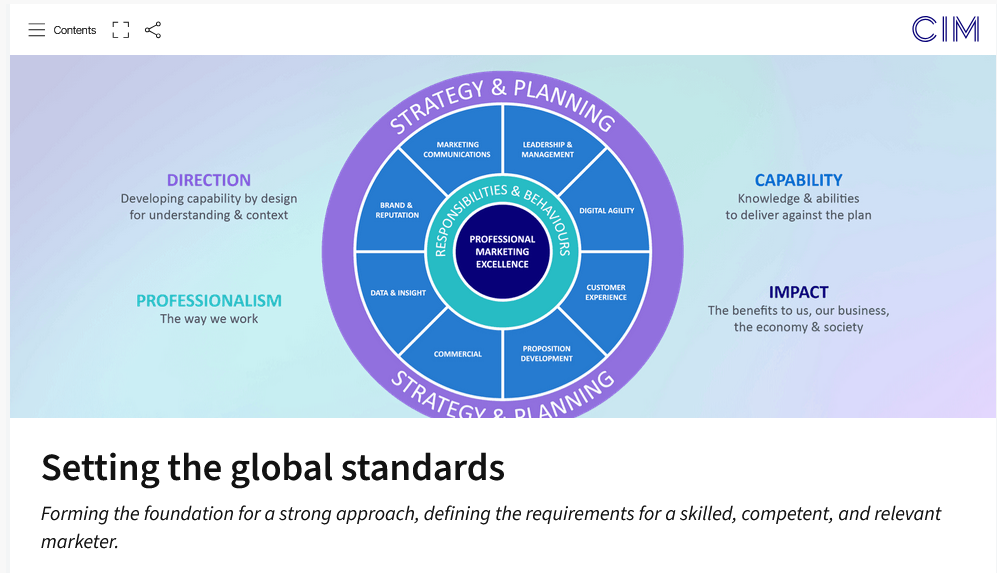 Contents
CIM
STRATEGY & PLANNING
MARKETING
COMMUNICATIONS
LEADERSHIP &
MANAGEMENT
BRAND &
REPUTATION
DIGITAL AGILITY
RESPONSIBILITIES & BEHAVIOURS
PROFESSIONAL
MARKETING
EXCELLENCE
DATA & INSIGHT
CUSTOMER
EXPERIENCE
COMMERCIAL
PROPOSITION
DEVELOPMENT
STRATEGY & PLANNING
DIRECTION
Developing capability by design
for understanding & context
PROFESSIONALISM
The way we work
CAPABILITY
Knowledge & abilities
to deliver against the plan
IMPACT
The benefits to us, our business,
the economy & society
Setting the global standards
Forming the foundation for a strong approach, defining the requirements for a skilled, competent, and relevant
marketer.